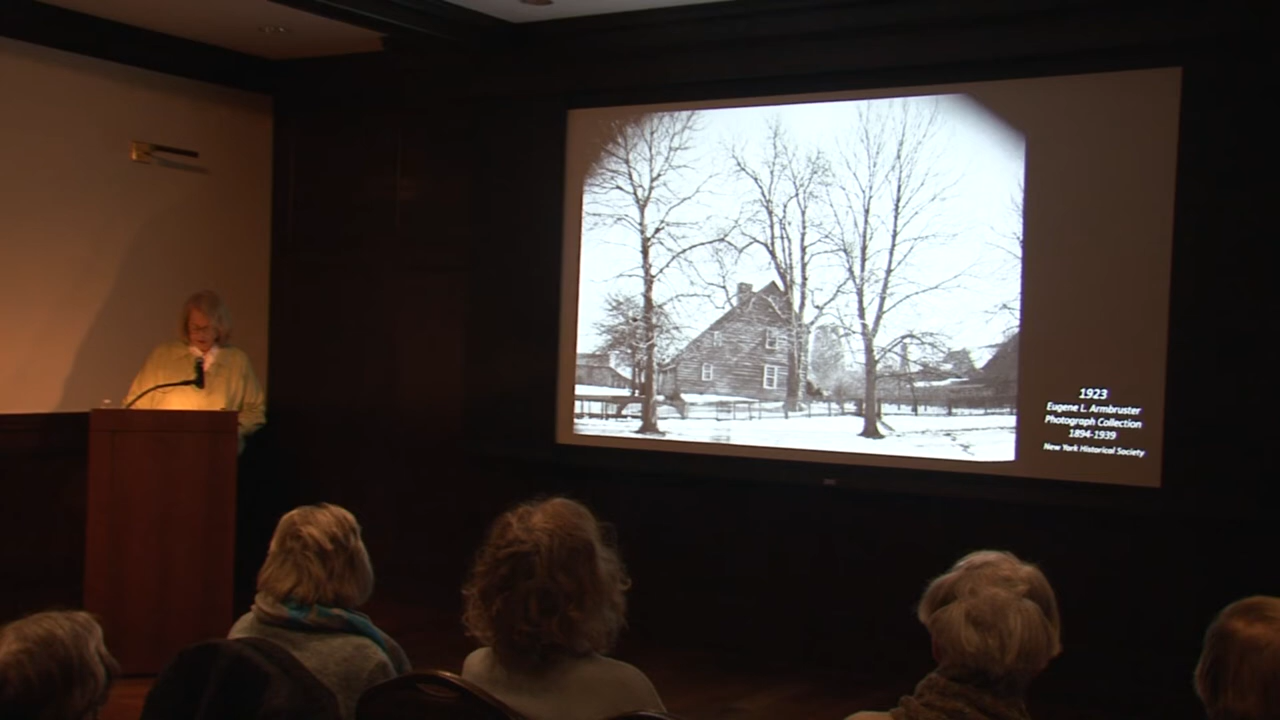 1923
Eugene L. Armbruster
Photograph Collection
1894-1939
New York Historical Society